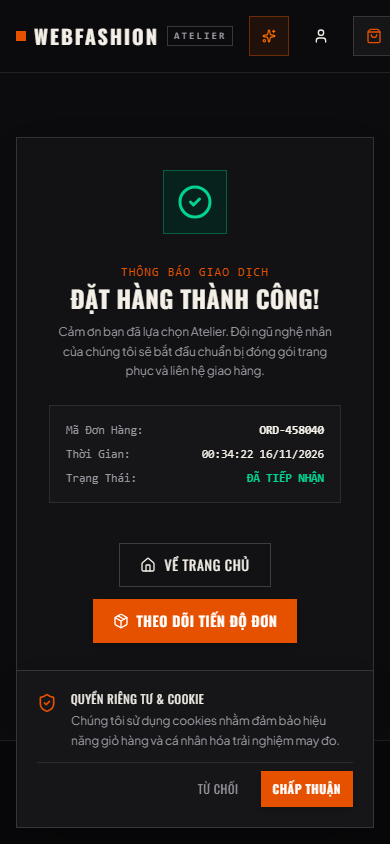 WEBFASHION ATELIER
THÔNG BÁO GIAO DỊCH
ĐẶT HÀNG THÀNH CÔNG!
Cảm ơn bạn đã lựa chọn Atelier. Đội ngũ nghệ nhân
của chúng tôi sẽ bắt đầu chuẩn bị đóng gói trang
phục và liên hệ giao hàng.
Mã Đơn Hàng: ORD-458040
Thời Gian: 00:34:22 16/11/2026
Trạng Thái: ĐÃ TIẾP NHẬN
VỀ TRANG CHỦ
THEO DÕI TIẾN ĐỘ ĐƠN
QUYỀN RIÊNG TƯ & COOKIE
Chúng tôi sử dụng cookies nhằm đảm bảo hiệu
năng giỏ hàng và cá nhân hóa trải nghiệm may đo.
TỪ CHỐI
CHẤP THUẬN